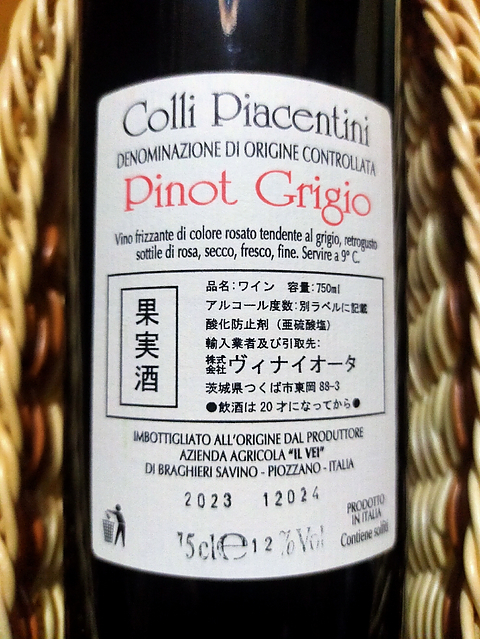 Colli Piacentini
DENOMINAZIONE DI ORIGINE CONTROLLATA
Pinot Grigio
Vino frizzante di colore rosato tendente al grigio, retrogusto
sottile di rosa, secco, fresco, fine. Servire a 9° C.
果実酒
品名:ワイン 容量:750ml
アルコール度数:別ラベルに記載
酸化防止剤(亜硫酸塩)
輸入業者及び引取先:
株式会社ヴィナイオータ
茨城県つくば市東岡 88-3
●飲酒は20才になってから●
IMBOTTIGLIATO ALL'ORIGINE DAL PRODUTTORE
AZIENDA AGRICOLA "IL VEI"
DI BRAGHIERI SAVINO - PIOZZANO - ITALIA
2023 12024
PRODOTTO
IN ITALIA
Contiene solfiti
75cl e 12 %Vol